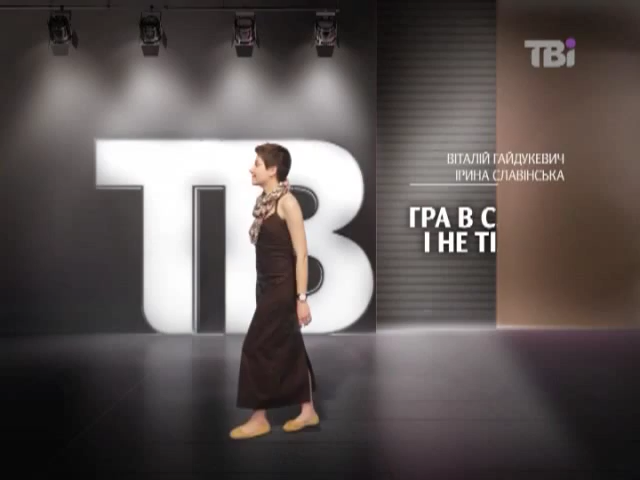 ТВі
ТВ
ВІТАЛІЙ ГАЙДУКЕВИЧ
ІРИНА СЛАВІНСЬКА
ГРА В С
І НЕ ТІ